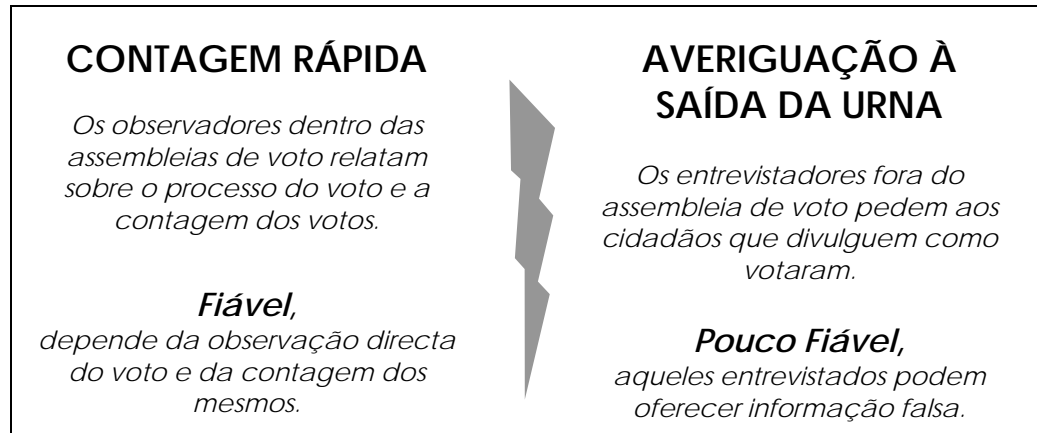 CONTAGEM RÁPIDA
Os observadores dentro das
assembleias de voto relatam
sobre o processo do voto e a
contagem dos votos.
Fiável,
depende da observação directa
do voto e da contagem dos
mesmos.
AVERIGUAÇÃO À
SAÍDA DA URNA
Os entrevistadores fora do
assembleia de voto pedem aos
cidadãos que divulguem como
votaram.
Pouco Fiável,
aqueles entrevistados podem
oferecer informação falsa.